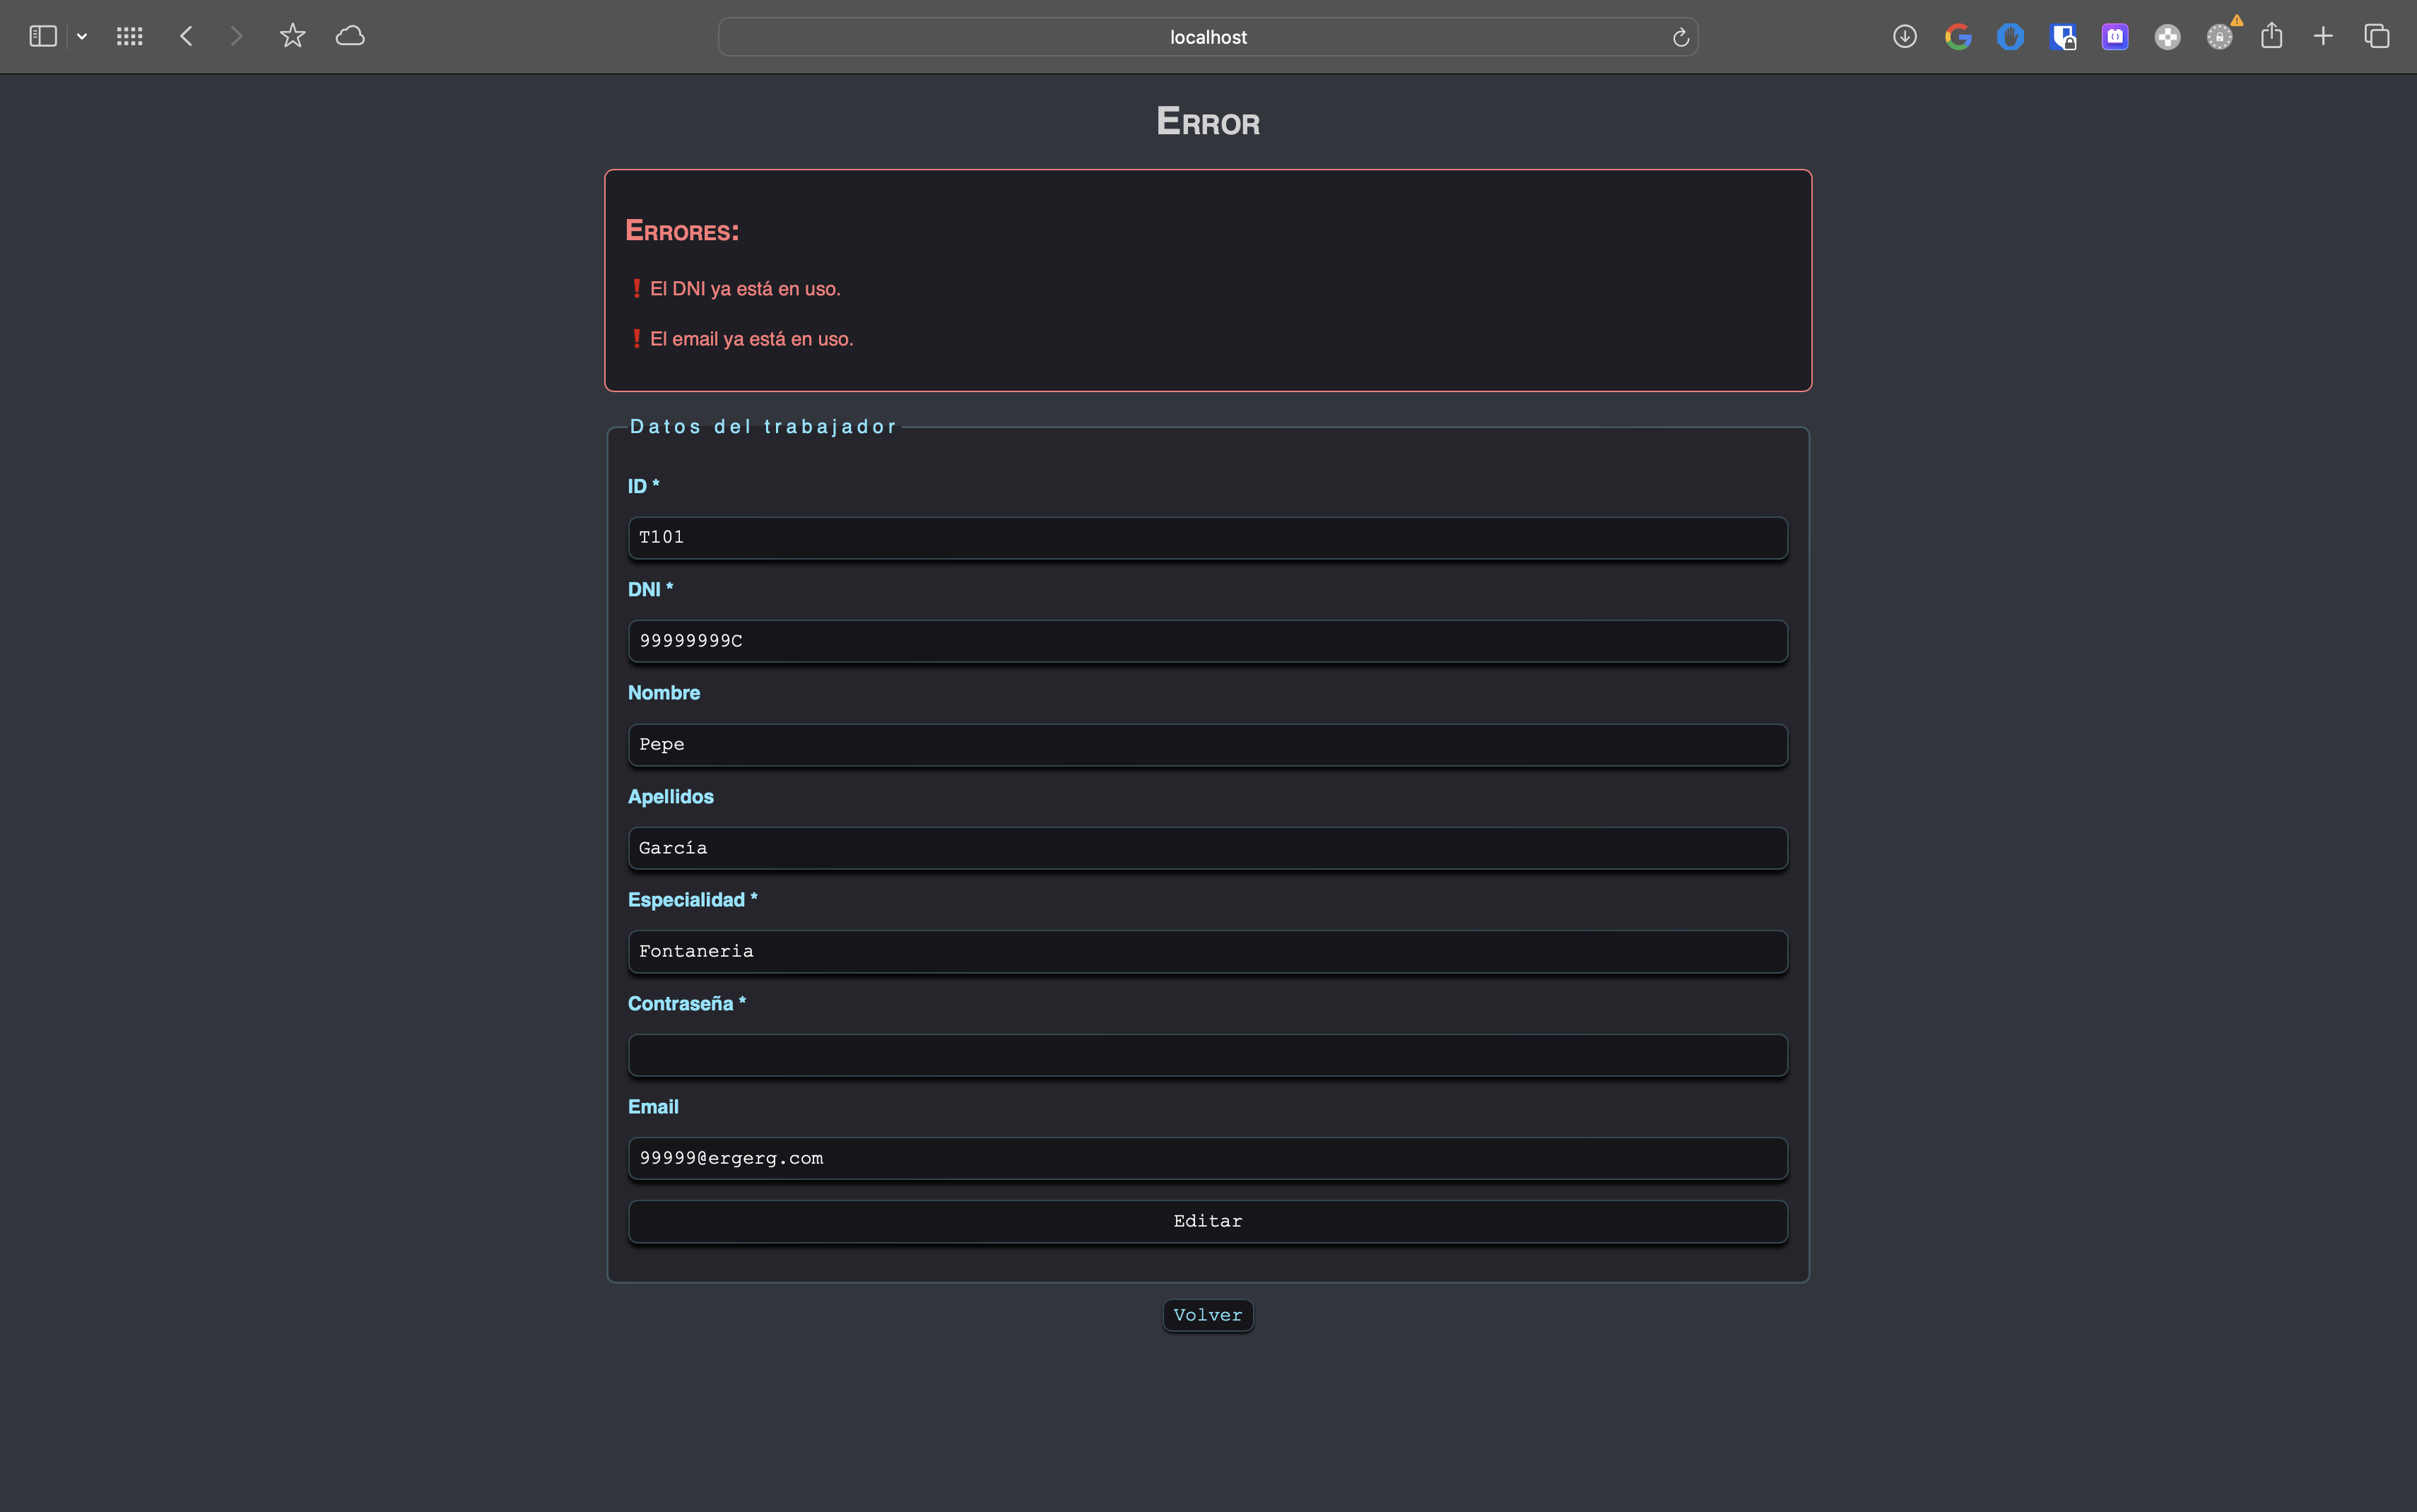 localhost
Error
Errores:
❗ El DNI ya está en uso.
❗ El email ya está en uso.
Datos del trabajador
ID *
T101
DNI *
99999999C
Nombre
Pepe
Apellidos
García
Especialidad *
Fontaneria
Contraseña *
Email
99999@ergerg.com
Editar
Volver